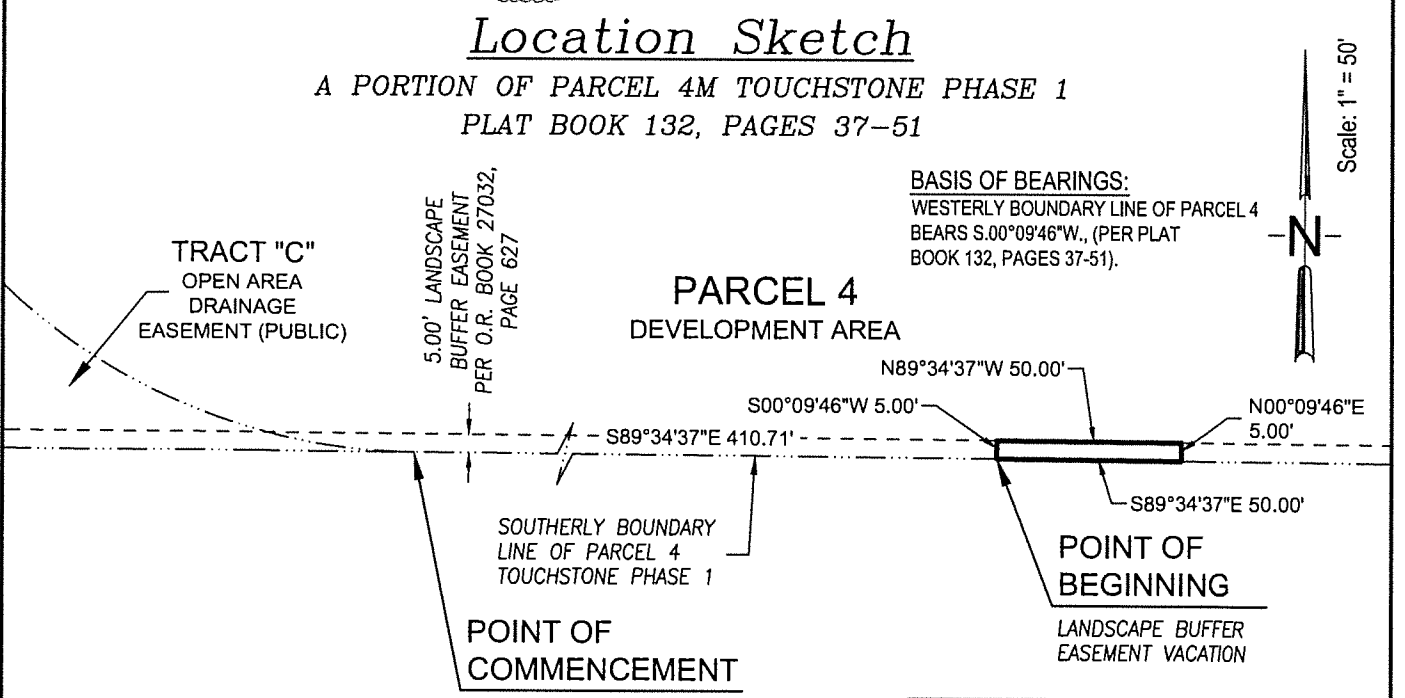 Location Sketch
A PORTION OF PARCEL 4M TOUCHSTONE PHASE 1
PLAT BOOK 132, PAGES 37-51
Scale: 1" = 50'
N
BASIS OF BEARINGS:
WESTERLY BOUNDARY LINE OF PARCEL 4
BEARS S.00°09'46"W., (PER PLAT
BOOK 132, PAGES 37-51).
TRACT "C"
OPEN AREA
DRAINAGE
EASEMENT (PUBLIC)
5.00' LANDSCAPE
BUFFER EASEMENT
PER O.R. BOOK 27032,
PAGE 627
PARCEL 4
DEVELOPMENT AREA
N89°34'37"W 50.00'
S00°09'46"W 5.00'
N00°09'46"E
5.00'
S89°34'37"E 410.71'
S89°34'37"E 50.00'
SOUTHERLY BOUNDARY
LINE OF PARCEL 4
TOUCHSTONE PHASE 1
POINT OF
BEGINNING
LANDSCAPE BUFFER
EASEMENT VACATION
POINT OF
COMMENCEMENT